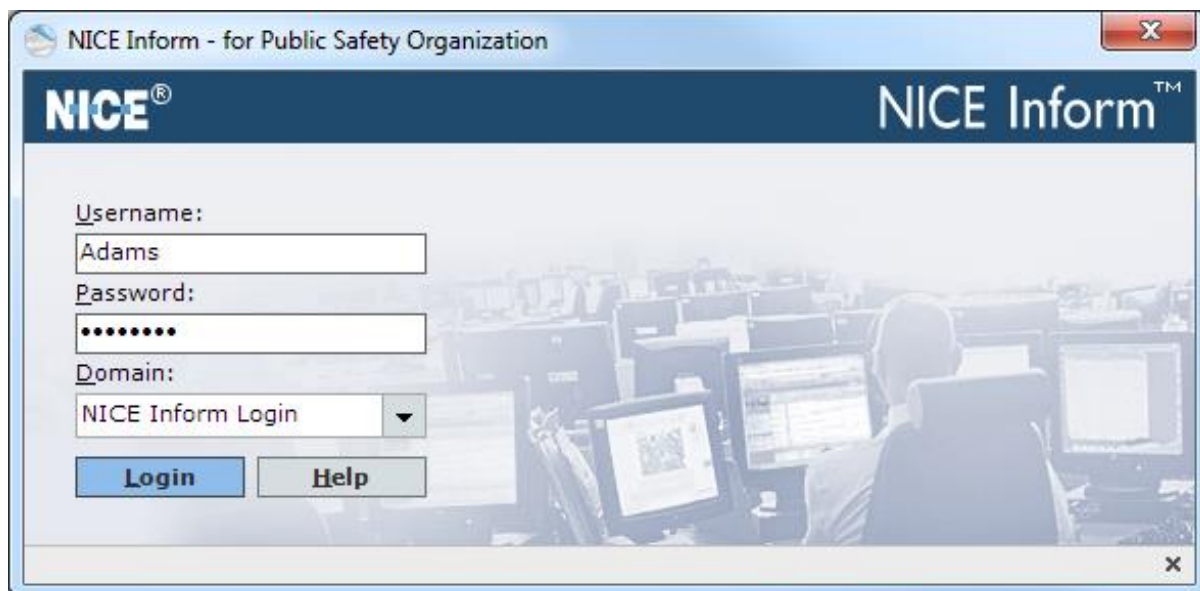 NICE Inform - for Public Safety Organization
NICE® NICE Inform™
Username:
Adams
Password:
••••••••
Domain:
NICE Inform Login
Login Help